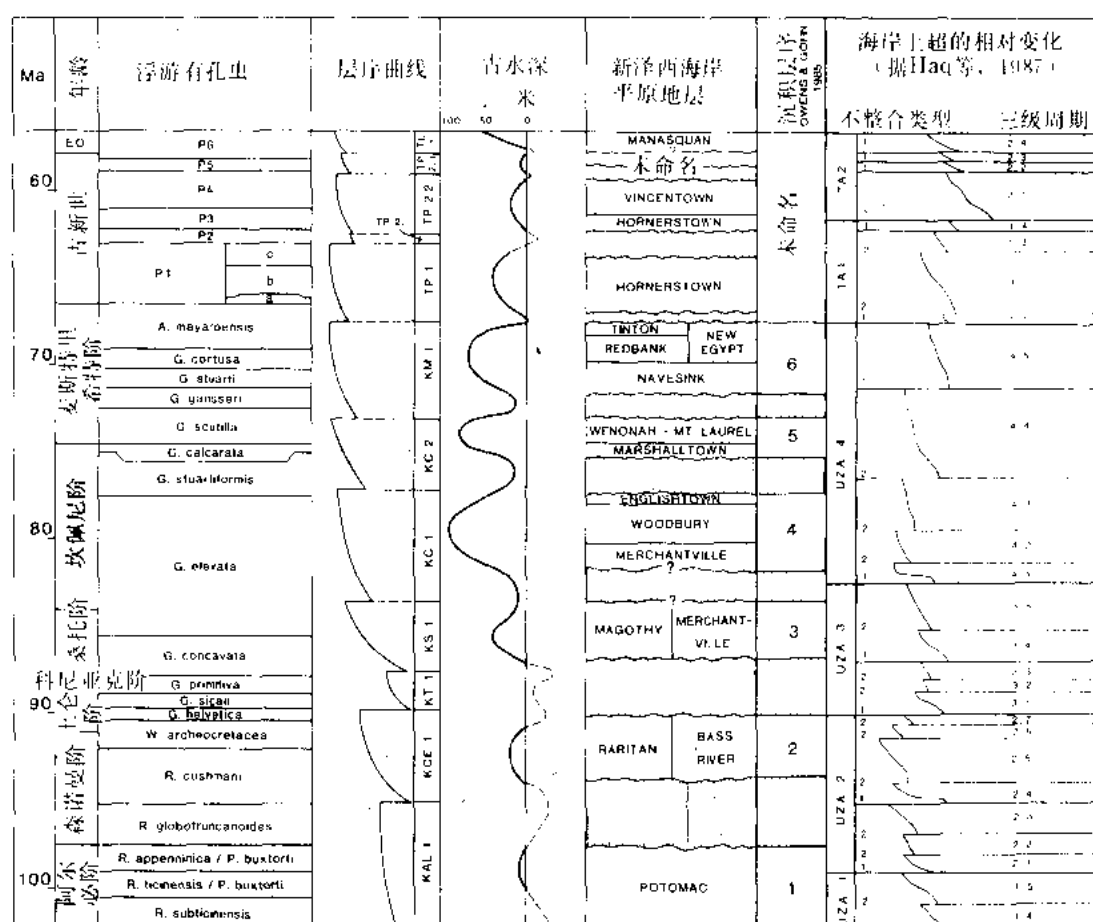 Ma
年龄
浮游有孔虫
层序曲线
古水深
米
100 50 0
新泽西海岸
平原地层
沉积层序
OWENS & GOHN
1985
海岸上超的相对变化
(据Haq等, 1987)
不整合类型 三级周期
EO
古新世
麦斯特里
希特阶
坎佩尼阶
桑托阶
科尼亚克阶
土仑
阶
森诺曼阶
阿尔
必阶
60
70
80
90
100
P6
P5
P4
P3
P2
P1
c
b
a
A. mayaroensis
G. contusa
G. stuarti
G. gansseri
G. scutilla
G. calcarata
G. stuartiformis
G. elevata
G. concavata
G. primitiva
G. sigali
G. helvetica
W. archeocretacea
R. cushmani
R. globotruncanoides
R. appenninica / P. buxtorfi
R. ticinensis / P. buxtorfi
R. subticinensis
TP 2.2
TP 2.
TP 1
KM 1
KC 2
KC 1
KS 1
KT 1
KCE 1
KAL 1
MANASQUAN
未命名
VINCENTOWN
HORNERSTOWN
HORNERSTOWN
TINTON
REDBANK
NEW
EGYPT
NAVESINK
WENONAH - MT. LAUREL
MARSHALLTOWN
ENGLISHTOWN
WOODBURY
MERCHANTVILLE
?
?
MAGOTHY
MERCHANT-
VILLE
RARITAN
BASS
RIVER
POTOMAC
未命名
6
5
4
3
2
1
TA 2
TA 1
UZA 4
UZA 3
UZA 2
UZA 1